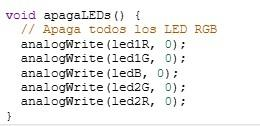 void apagaLEDs() {
// Apaga todos los LED RGB
analogWrite(led1R, 0);
analogWrite(led1G, 0);
analogWrite(ledB, 0);
analogWrite(led2G, 0);
analogWrite(led2R, 0);
}